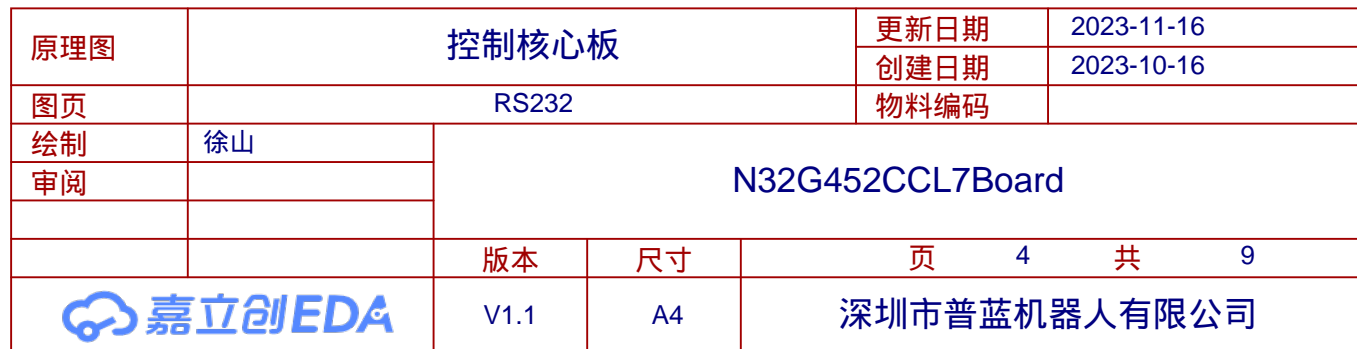 原理图 控制核心板 更新日期 2023-11-16
创建日期 2023-10-16
图页 RS232 物料编码
绘制 徐山
审阅
N32G452CCL7Board
版本 尺寸 页 4 共 9
嘉立创EDA V1.1 A4 深圳市普蓝机器人有限公司